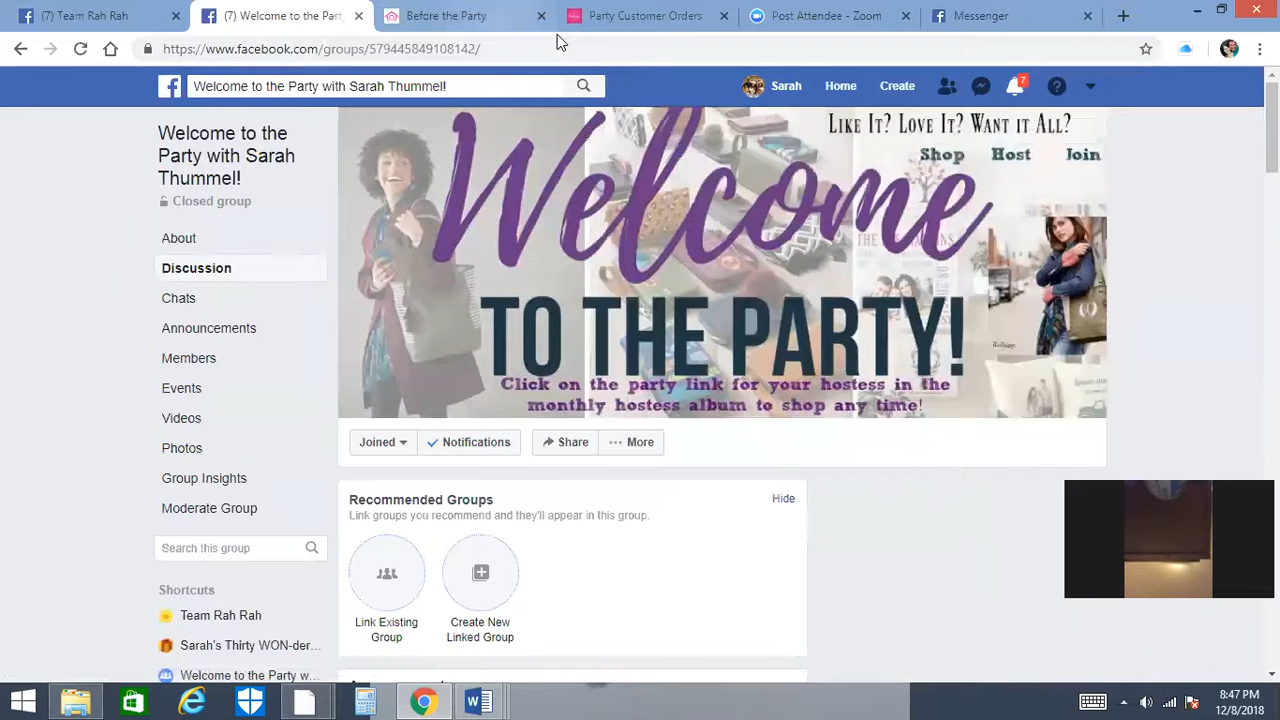 (7) Team Rah Rah
(7) Welcome to the Party
Before the Party
Party Customer Orders
Post Attendee - Zoom
Messenger
https://www.facebook.com/groups/579445849108142/
Welcome to the Party with Sarah Thummel!
Sarah
Home
Create
7
Welcome to the
Party with Sarah
Thummel!
Closed group
About
Discussion
Chats
Announcements
Members
Events
Videos
Photos
Group Insights
Moderate Group
Search this group
Shortcuts
Team Rah Rah
Sarah's Thirty WON-der...
Welcome to the Party w...
Like It? Love It? Want it All?
Shop Host Join
Welcome
TO THE PARTY!
Click on the party link for your hostess in the
monthly hostess album to shop any time!
Joined
Notifications
Share
More
Recommended Groups
Hide
Link groups you recommend and they'll appear in this group.
Link Existing
Group
Create New
Linked Group
8:47 PM
12/8/2018